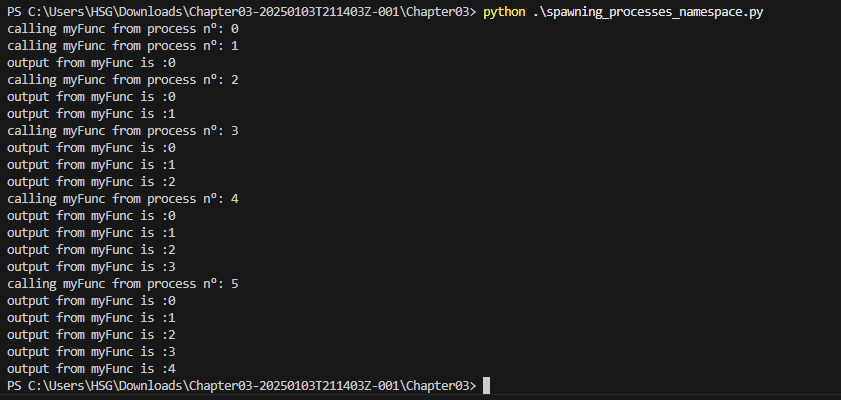 PS C:\Users\HSG\Downloads\Chapter03-20250103T211403Z-001\Chapter03> python .\spawning_processes_namespace.py
calling myFunc from process n°: 0
calling myFunc from process n°: 1
output from myFunc is :0
calling myFunc from process n°: 2
output from myFunc is :0
output from myFunc is :1
calling myFunc from process n°: 3
output from myFunc is :0
output from myFunc is :1
output from myFunc is :2
calling myFunc from process n°: 4
output from myFunc is :0
output from myFunc is :1
output from myFunc is :2
output from myFunc is :3
calling myFunc from process n°: 5
output from myFunc is :0
output from myFunc is :1
output from myFunc is :2
output from myFunc is :3
output from myFunc is :4
PS C:\Users\HSG\Downloads\Chapter03-20250103T211403Z-001\Chapter03>